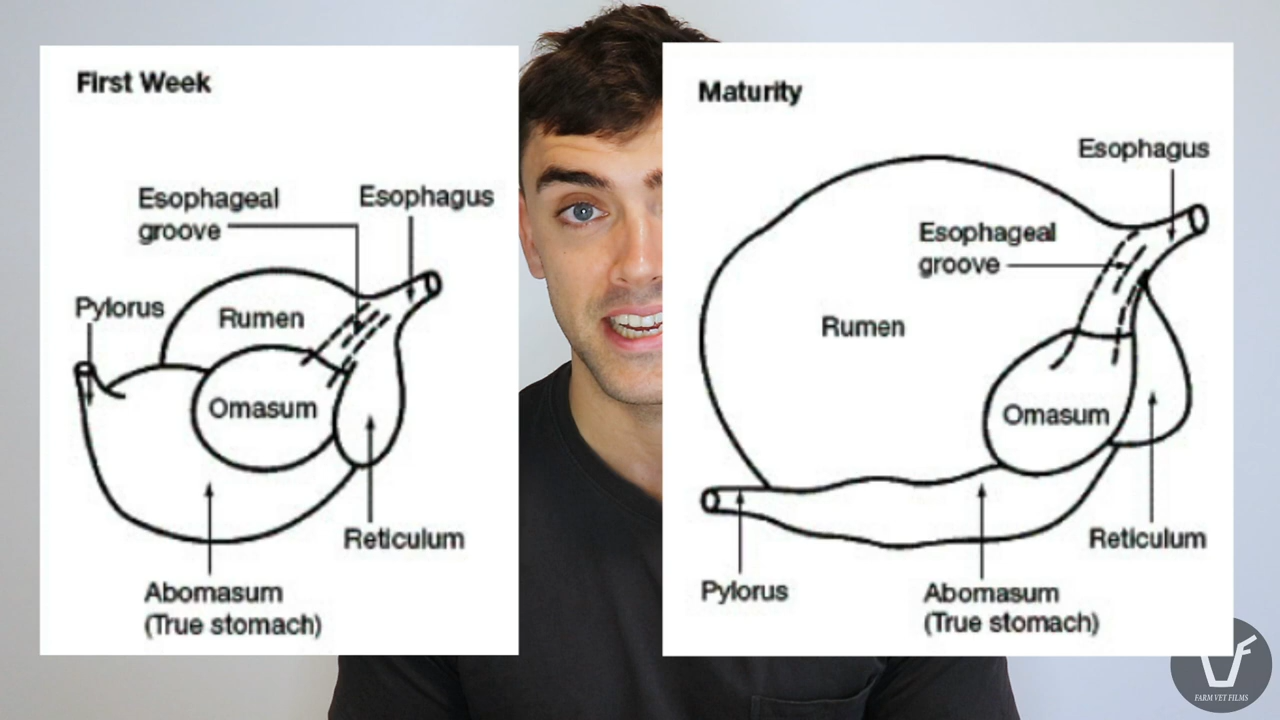 First Week
Esophageal
groove
Esophagus
Pylorus
Rumen
Omasum
Reticulum
Abomasum
(True stomach)
Maturity
Esophagus
Esophageal
groove
Rumen
Omasum
Reticulum
Pylorus
Abomasum
(True stomach)
VF
FARM VET FILMS